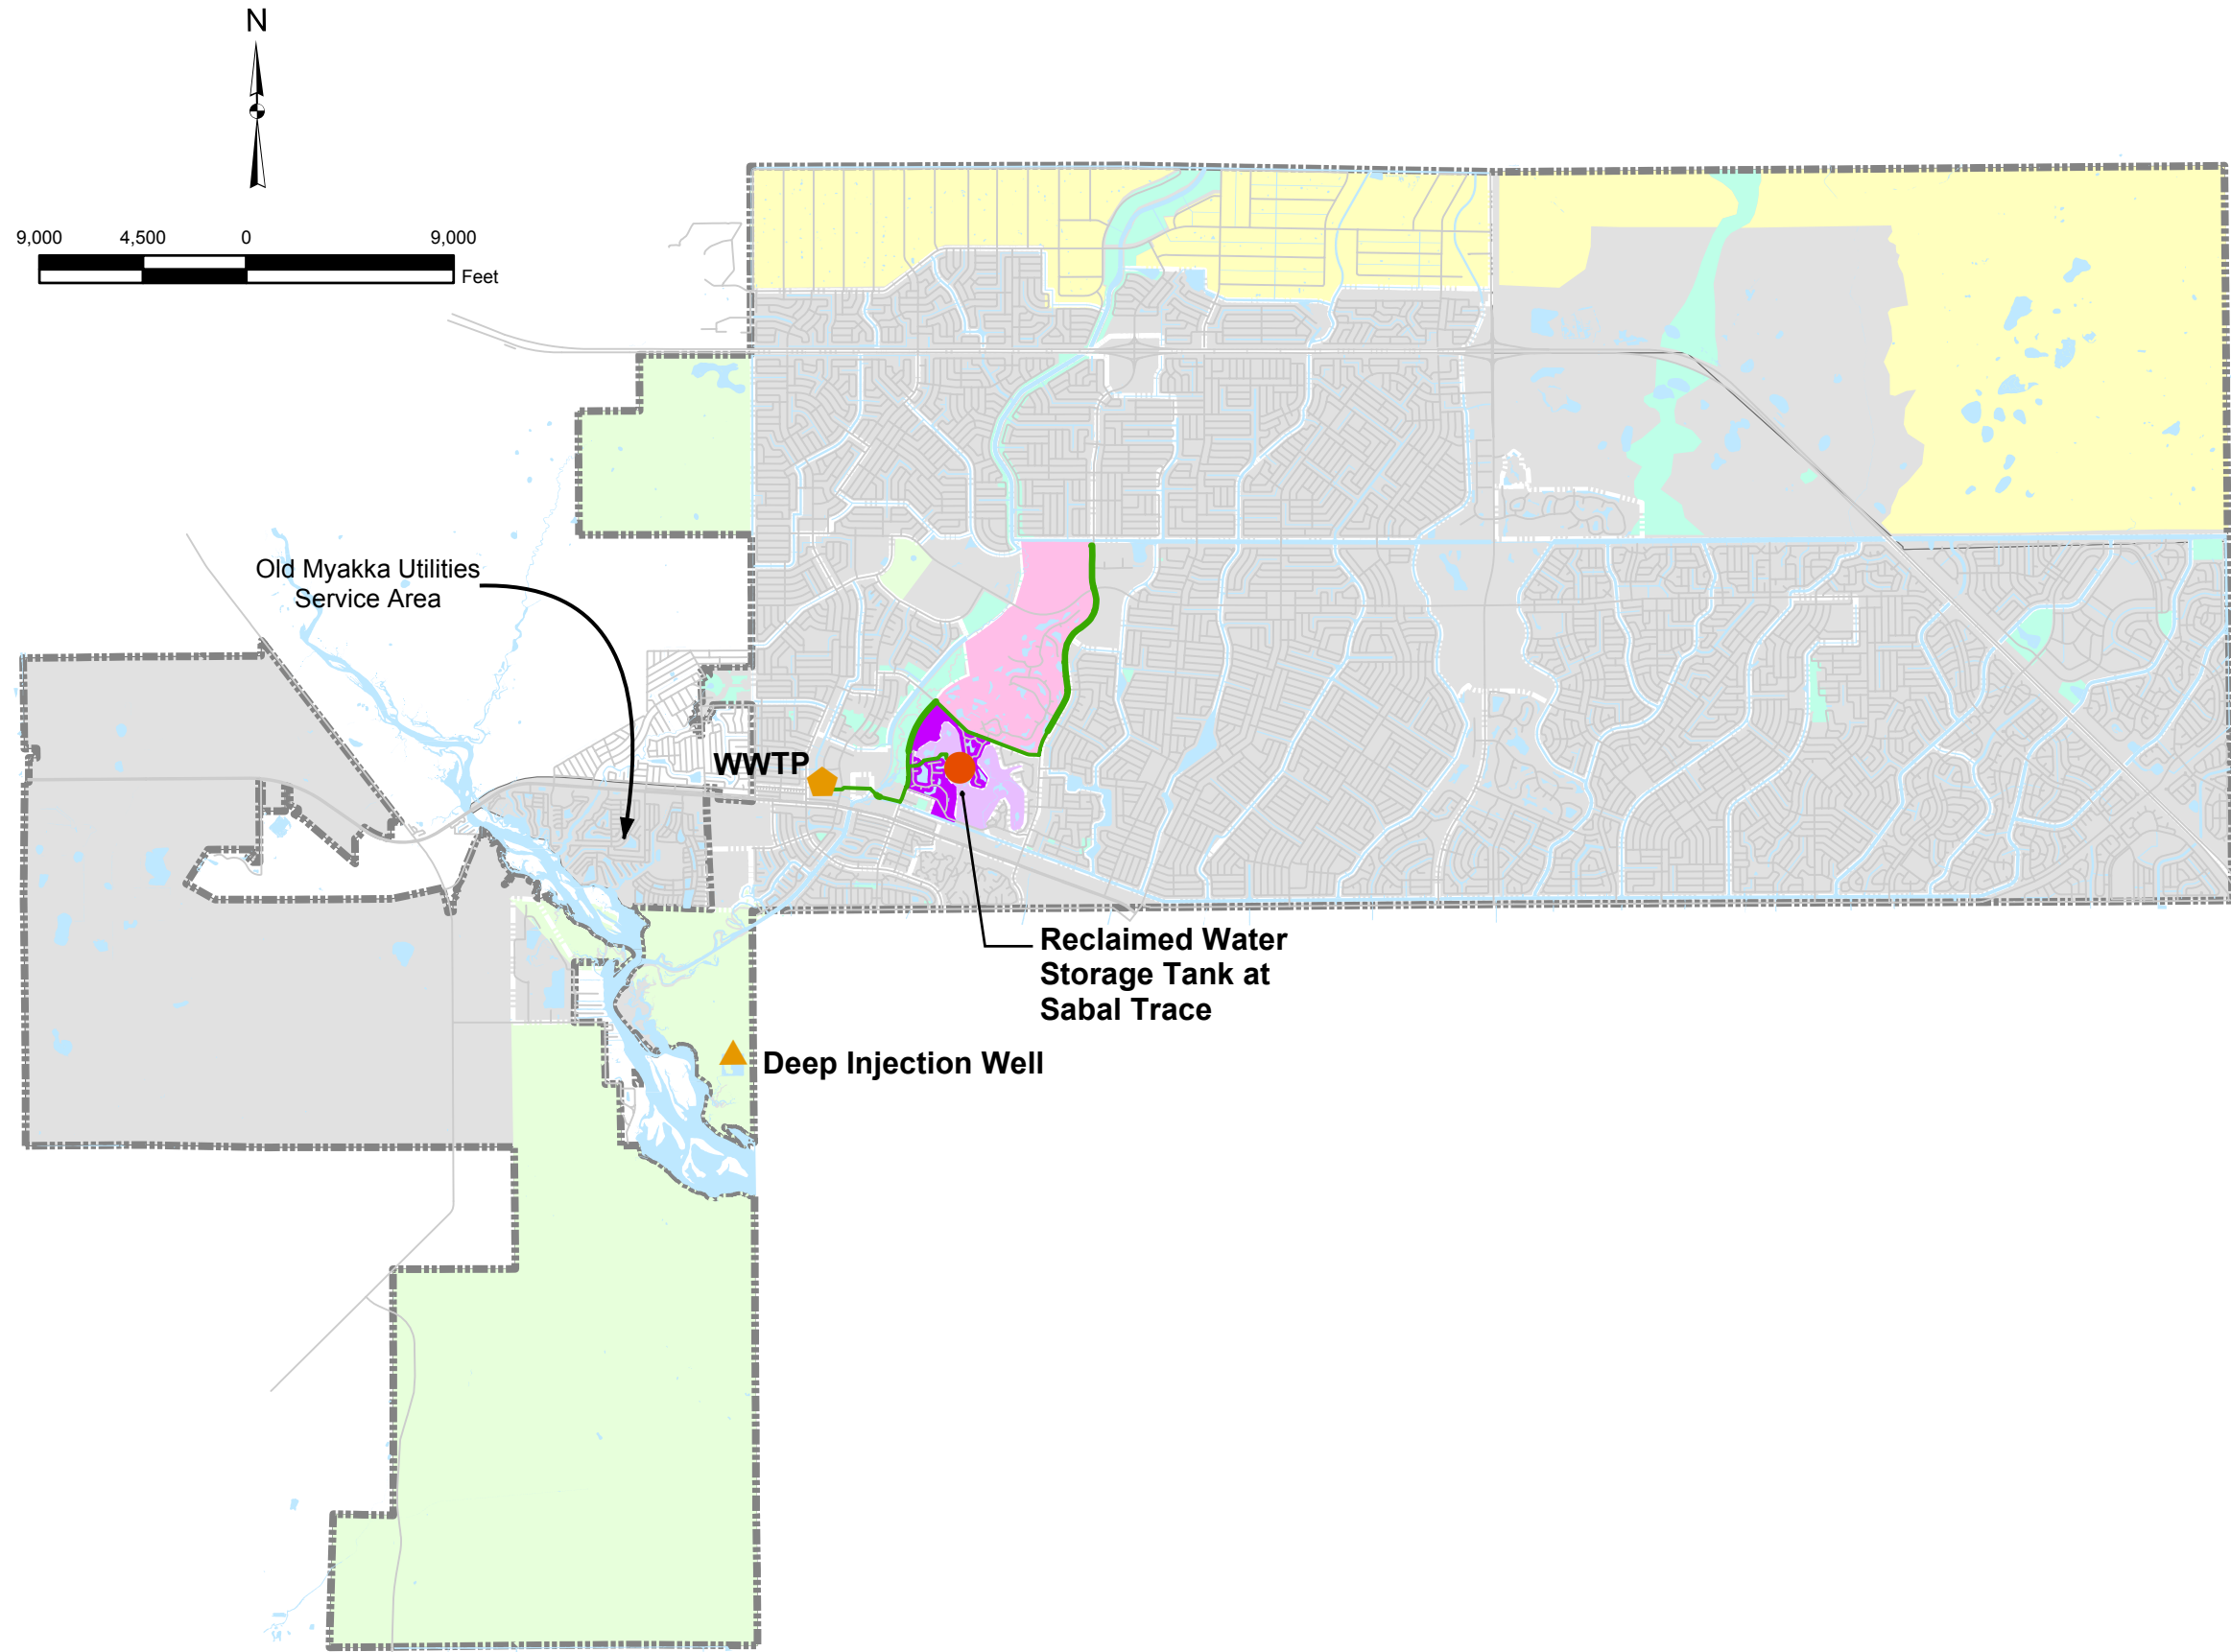 N
9,000 4,500 0 9,000
Feet
Old Myakka Utilities
Service Area
WWTP
Reclaimed Water
Storage Tank at
Sabal Trace
Deep Injection Well